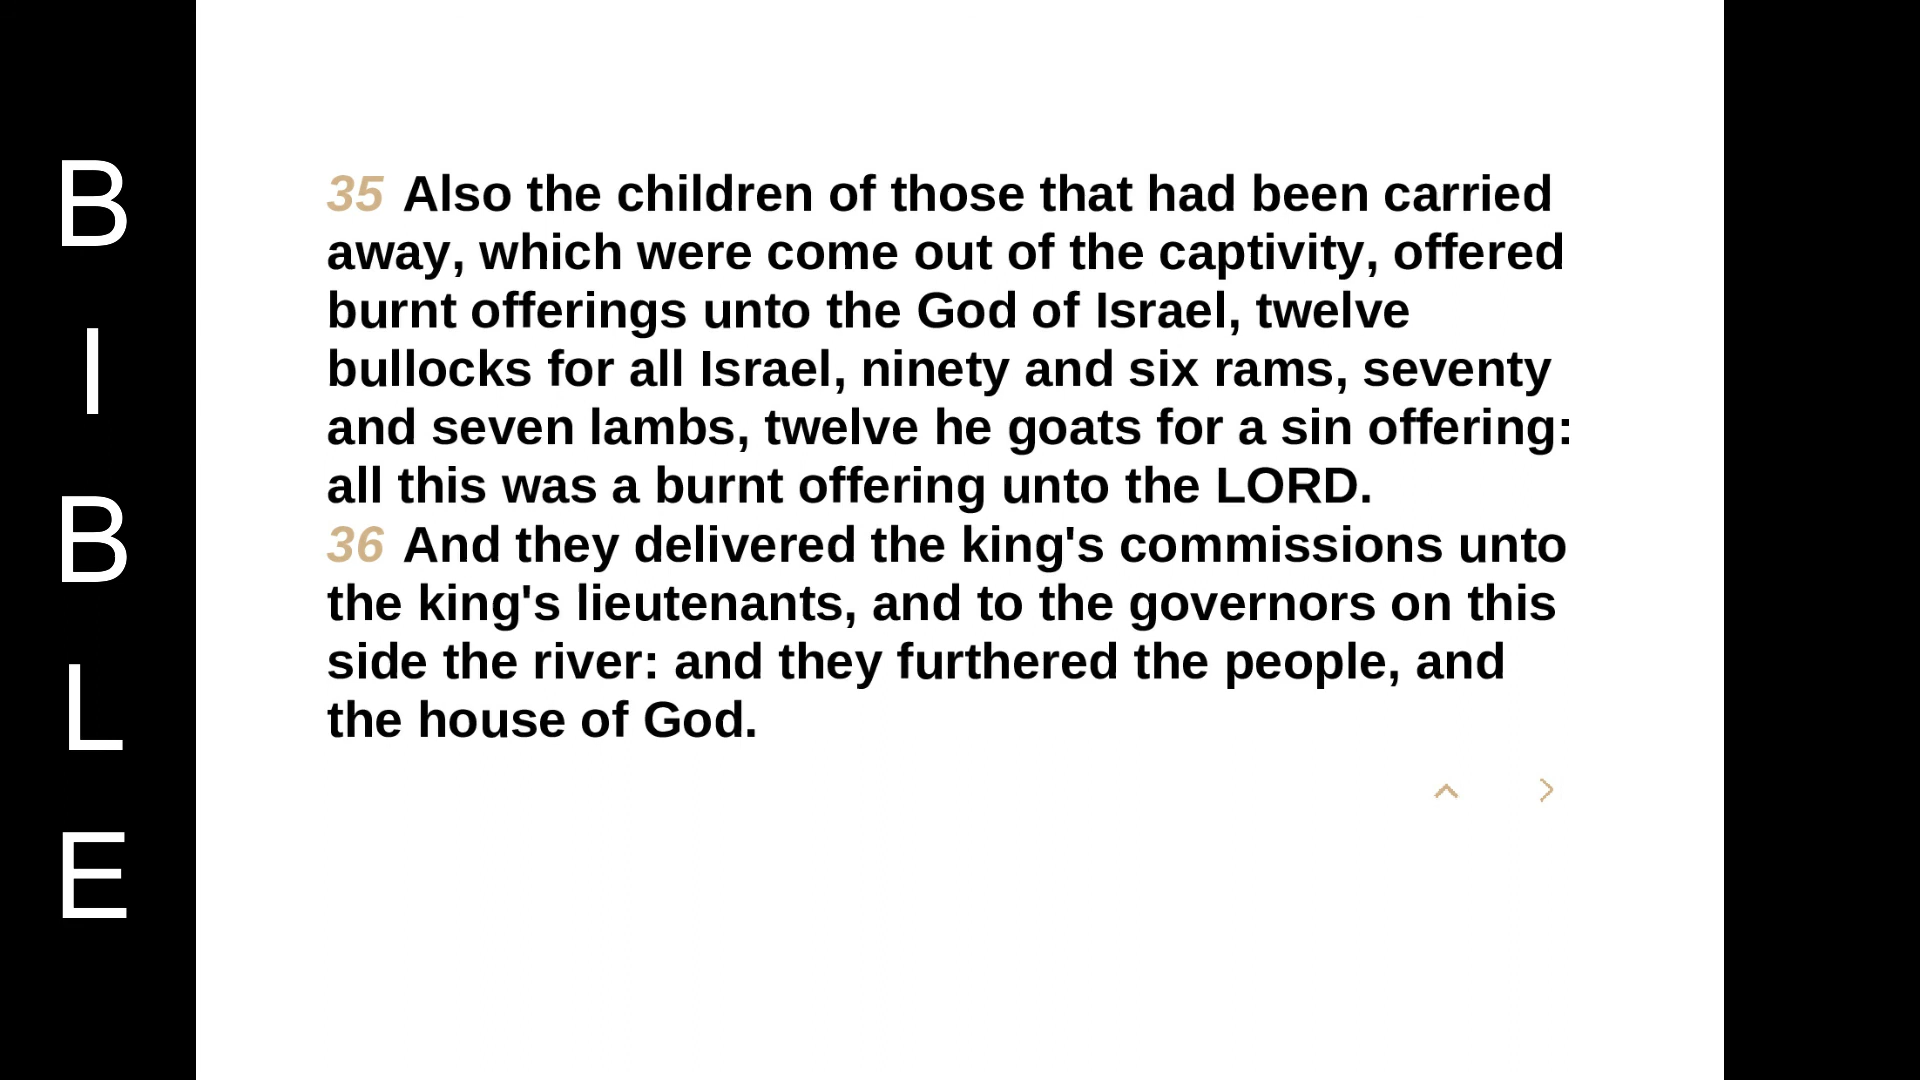 B
I
B
L
E
35 Also the children of those that had been carried
away, which were come out of the captivity, offered
burnt offerings unto the God of Israel, twelve
bullocks for all Israel, ninety and six rams, seventy
and seven lambs, twelve he goats for a sin offering:
all this was a burnt offering unto the LORD.
36 And they delivered the king's commissions unto
the king's lieutenants, and to the governors on this
side the river: and they furthered the people, and
the house of God.